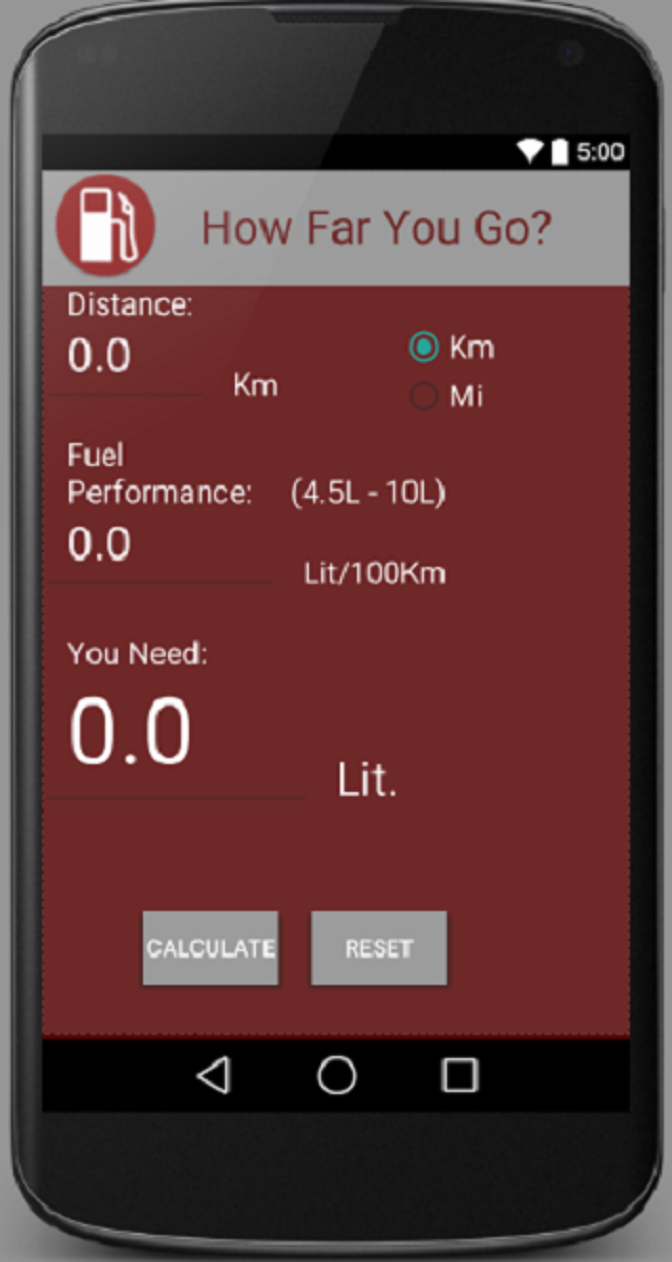 5:00
How Far You Go?
Distance:
0.0
Km
Km
Mi
Fuel
Performance: (4.5L - 10L)
0.0
Lit/100Km
You Need:
0.0
Lit.
CALCULATE RESET